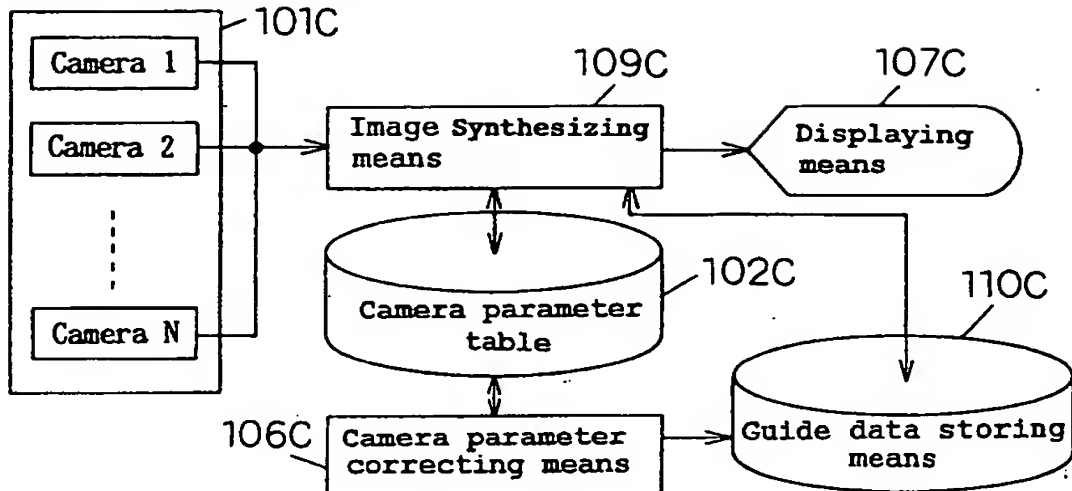 101C
Camera 1
Camera 2
Camera N
109C
Image Synthesizing
means
107C
Displaying
means
102C
Camera parameter
table
110C
Guide data storing
means
106C
Camera parameter
correcting means